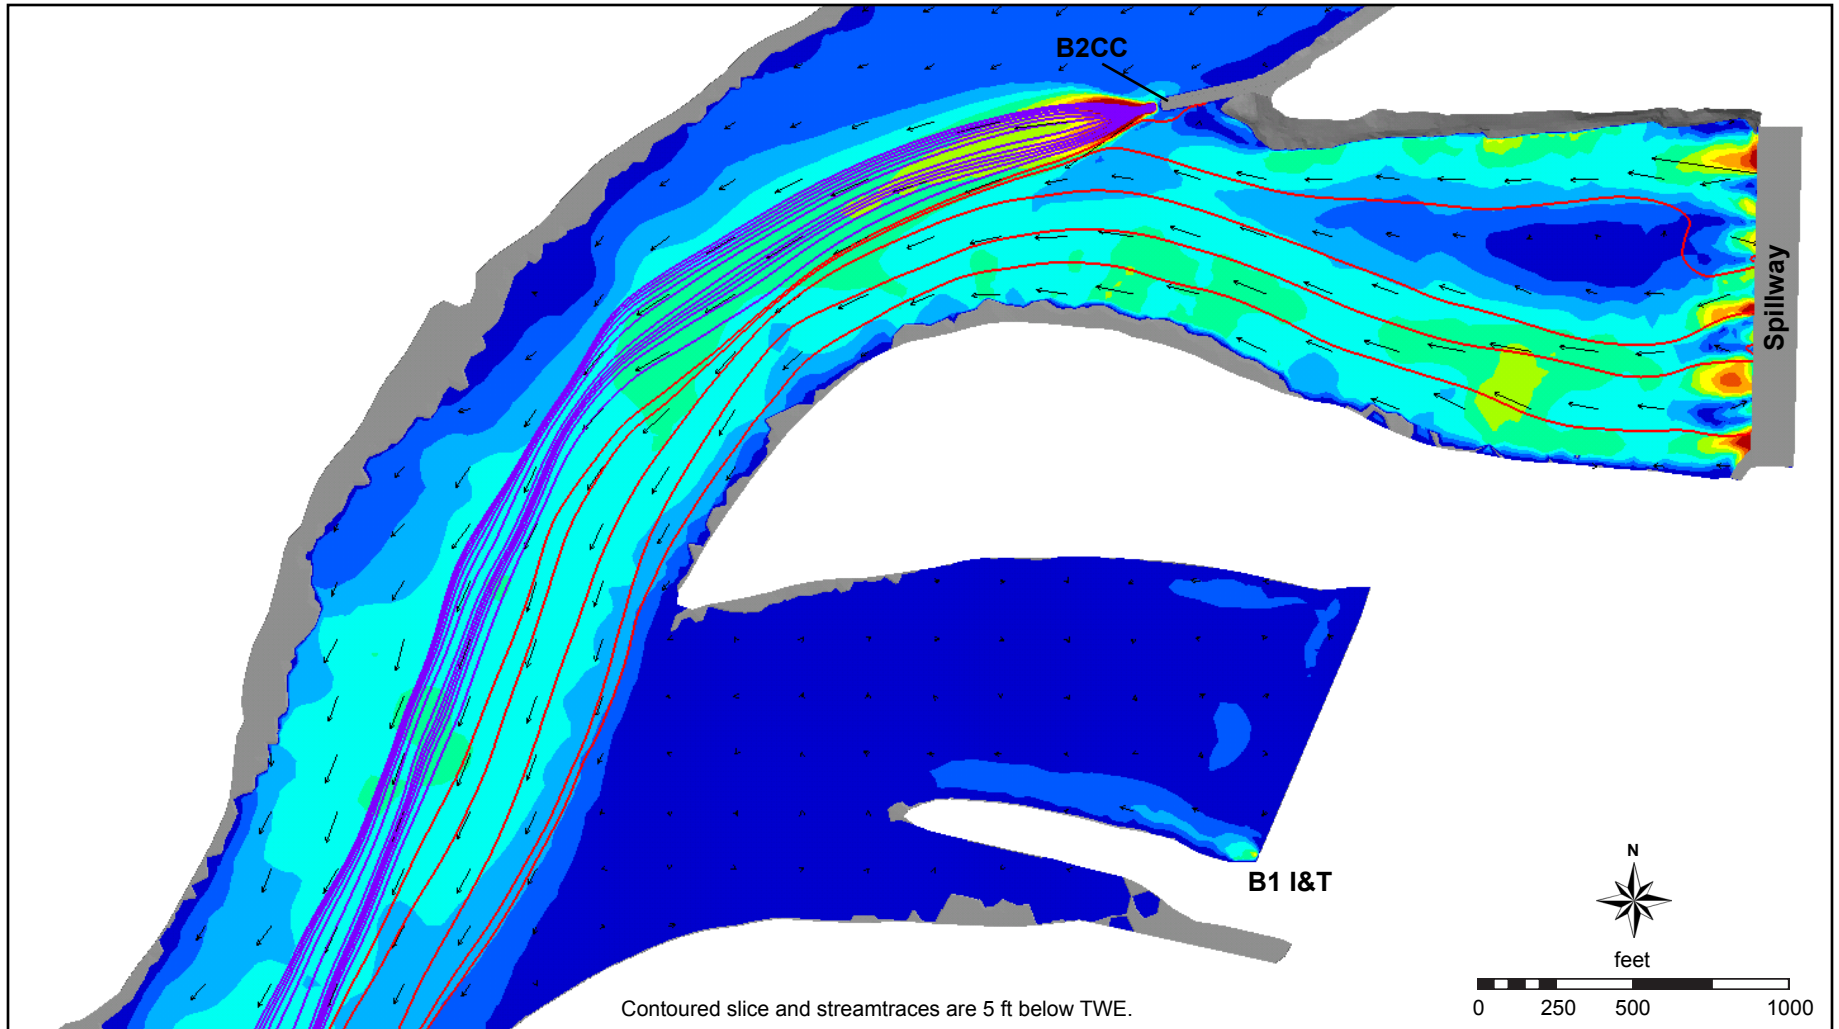 B2CC
Spillway
B1 I&T
N
feet
0 250 500 1000
Contoured slice and streamtraces are 5 ft below TWE.